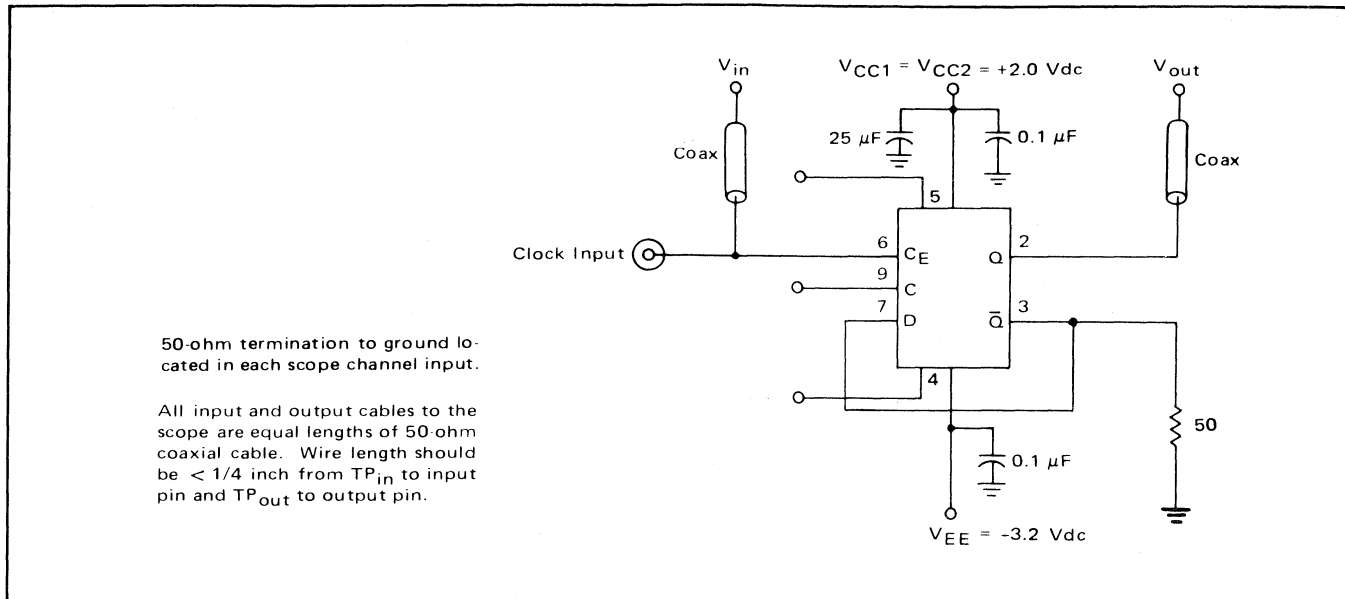 V_in
V_CC1 = V_CC2 = +2.0 Vdc
V_out
25 μF
0.1 μF
Coax
Coax
5
Clock Input
6
C_E
Q
2
9
C
7
D
Q̅
3
4
50-ohm termination to ground lo-
cated in each scope channel input.
All input and output cables to the
scope are equal lengths of 50-ohm
coaxial cable. Wire length should
be < 1/4 inch from TP_in to input
pin and TP_out to output pin.
50
0.1 μF
V_EE = -3.2 Vdc